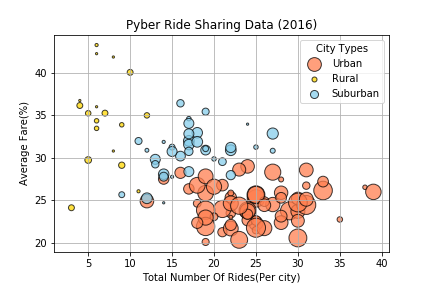 Pyber Ride Sharing Data (2016)
City Types
Urban
Rural
Suburban
Average Fare(%)
40
35
30
25
20
5
10
15
20
25
30
35
40
Total Number Of Rides(Per city)